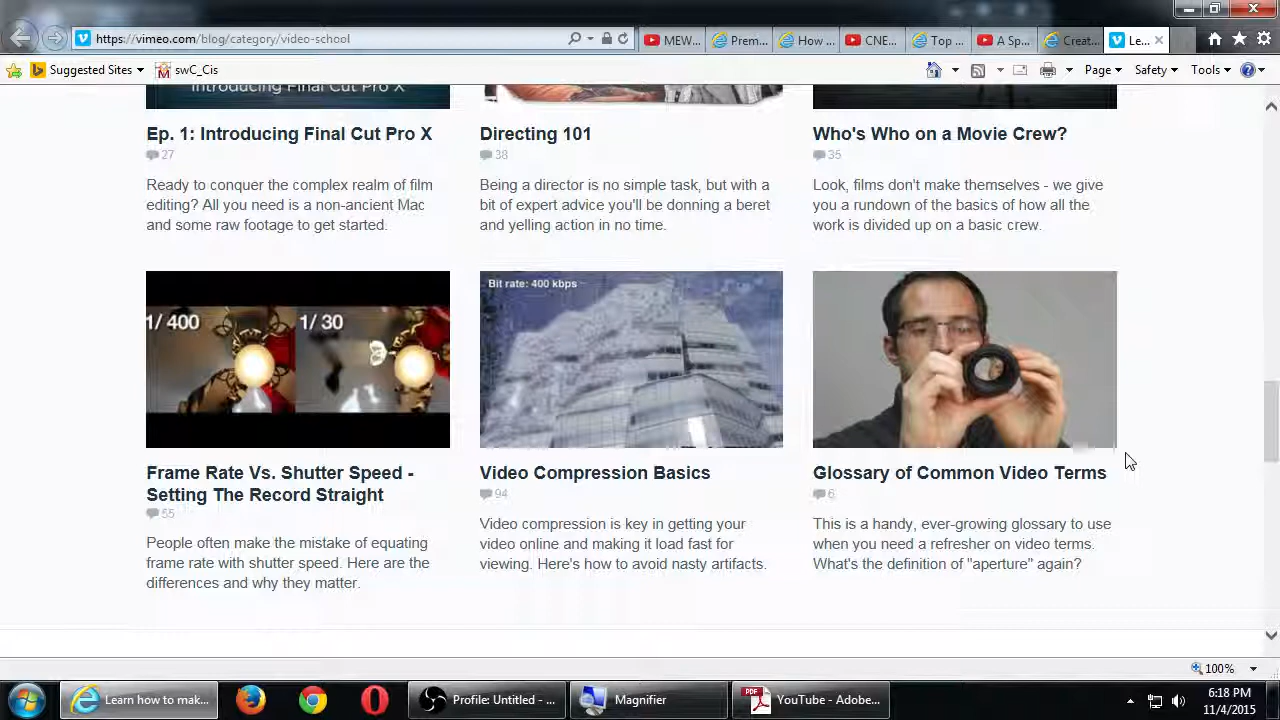 https://vimeo.com/blog/category/video-school
MEW...
Prem...
How ...
CNE...
Top ...
A Sp...
Creat...
Le...
Suggested Sites
swC_Cis
Page
Safety
Tools
Introducing Final Cut Pro X
Ep. 1: Introducing Final Cut Pro X
27
Ready to conquer the complex realm of film
editing? All you need is a non-ancient Mac
and some raw footage to get started.
Directing 101
38
Being a director is no simple task, but with a
bit of expert advice you'll be donning a beret
and yelling action in no time.
Who's Who on a Movie Crew?
35
Look, films don't make themselves - we give
you a rundown of the basics of how all the
work is divided up on a basic crew.
1/ 400
1/ 30
Frame Rate Vs. Shutter Speed -
Setting The Record Straight
55
People often make the mistake of equating
frame rate with shutter speed. Here are the
differences and why they matter.
Bit rate: 400 kbps
Video Compression Basics
94
Video compression is key in getting your
video online and making it load fast for
viewing. Here's how to avoid nasty artifacts.
Glossary of Common Video Terms
6
This is a handy, ever-growing glossary to use
when you need a refresher on video terms.
What's the definition of "aperture" again?
100%
Learn how to mak...
Profile: Untitled - ...
Magnifier
PDF
YouTube - Adobe...
6:18 PM
11/4/2015